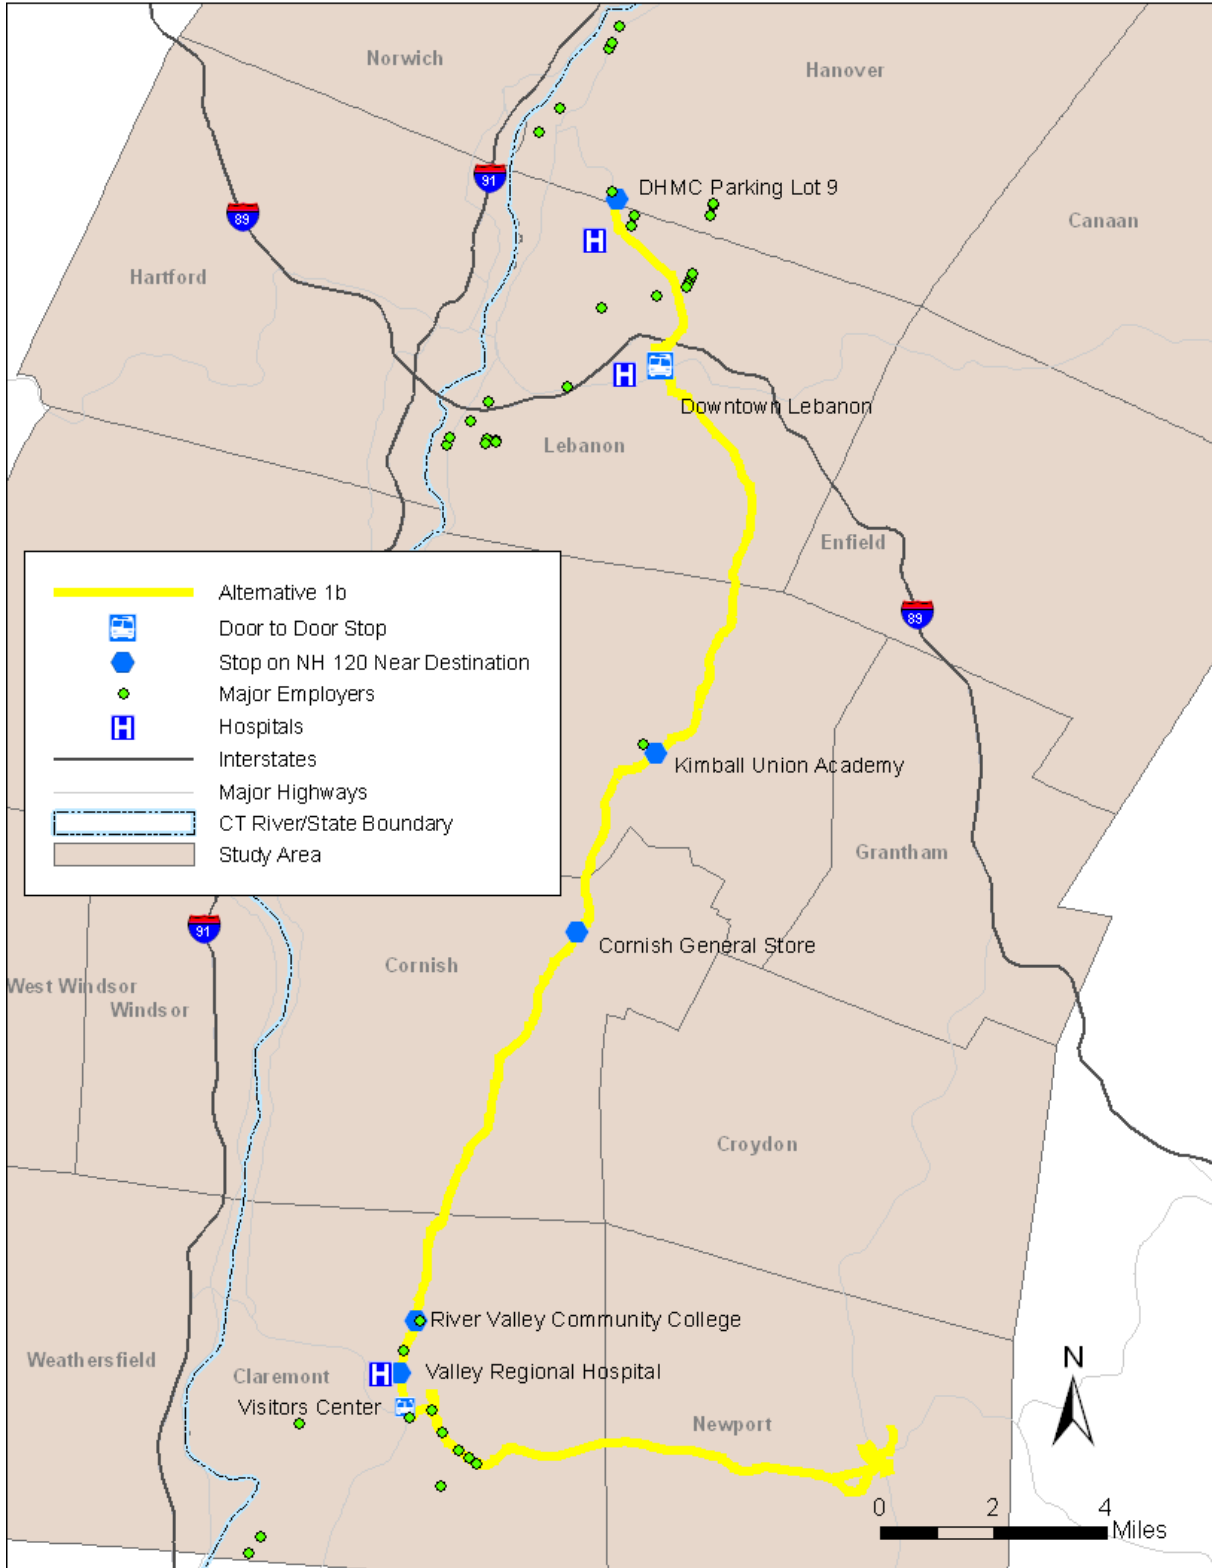 Norwich
Hanover
91
DHMC Parking Lot 9
89
Canaan
H
Hartford
H
Downtown Lebanon
Lebanon
Enfield
Alternative 1b
Door to Door Stop
Stop on NH 120 Near Destination
Major Employers
H Hospitals
Interstates
Major Highways
CT River/State Boundary
Study Area
89
Kimball Union Academy
Grantham
91
Cornish General Store
Cornish
West Windsor
Windsor
Croydon
River Valley Community College
Weathersfield
H Valley Regional Hospital
Claremont
Visitors Center
Newport
N
0 2 4
Miles